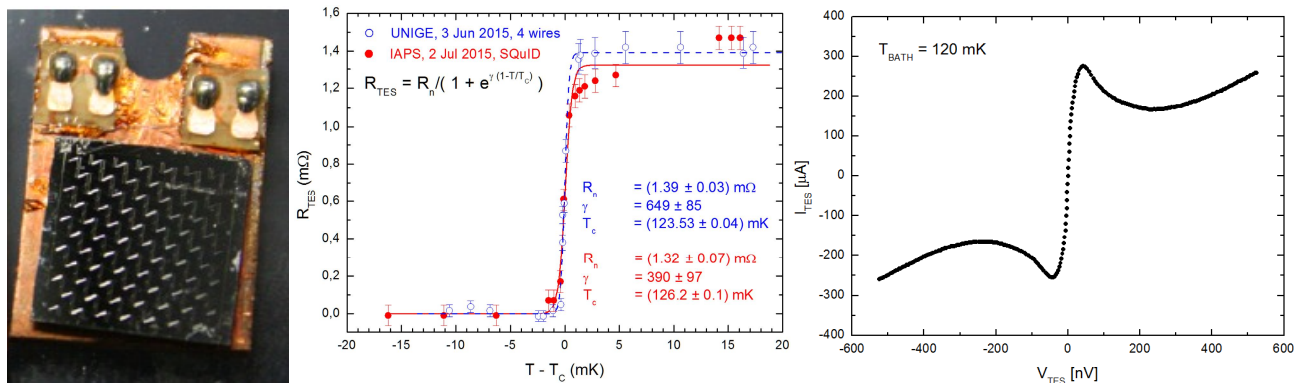 UNIGE, 3 Jun 2015, 4 wires
IAPS, 2 Jul 2015, SQuID
R_TES = R_n/( 1 + e^γ (1-T/T_C) )
R_n = (1.39 ± 0.03) mΩ
γ = 649 ± 85
T_c = (123.53 ± 0.04) mK
R_n = (1.32 ± 0.07) mΩ
γ = 390 ± 97
T_c = (126.2 ± 0.1) mK
R_TES (mΩ)
1,6
1,4
1,2
1,0
0,8
0,6
0,4
0,2
0,0
-20 -15 -10 -5 0 5 10 15 20
T - T_C (mK)
T_BATH = 120 mK
I_TES [µA]
400
300
200
100
0
-100
-200
-300
-400
-600 -400 -200 0 200 400 600
V_TES [nV]